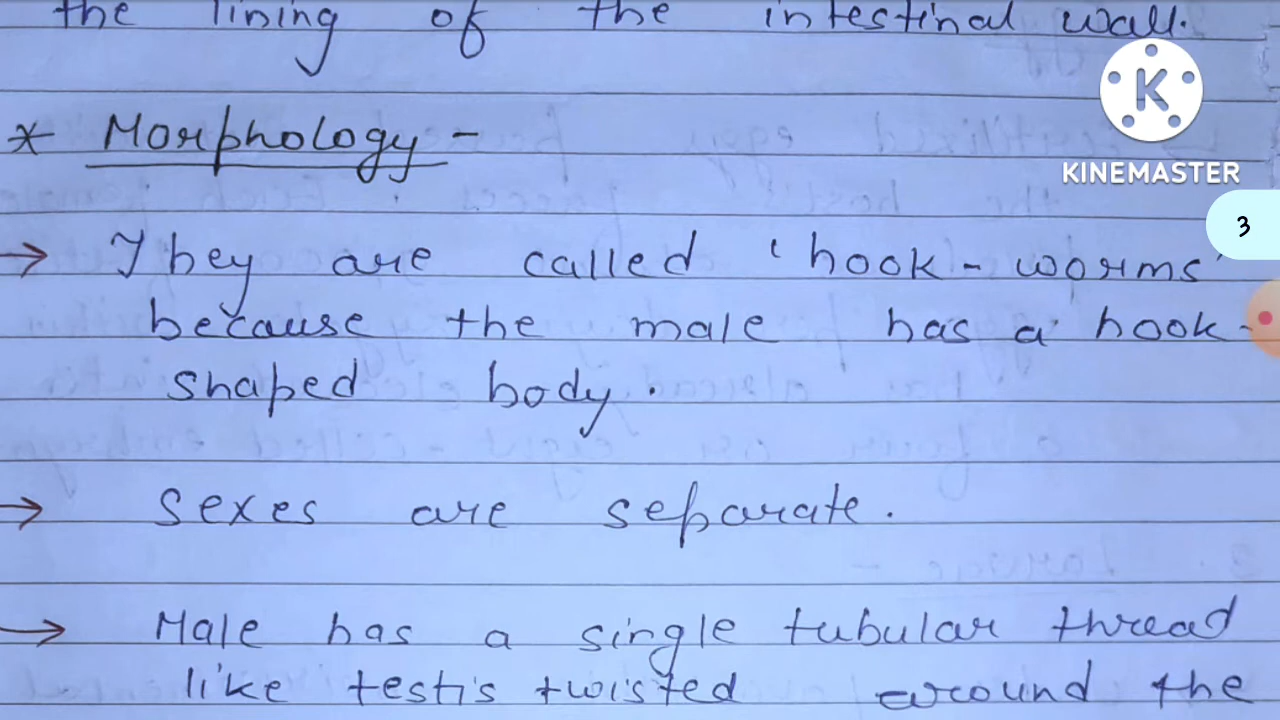 the lining of the intestinal wall.
* Morphology -
K
KINEMASTER
3
→ They are called 'hook-worms'
because the male has a hook-
shaped body.
→ Sexes are separate.
→ Male has a single tubular thread
like testis twisted around the